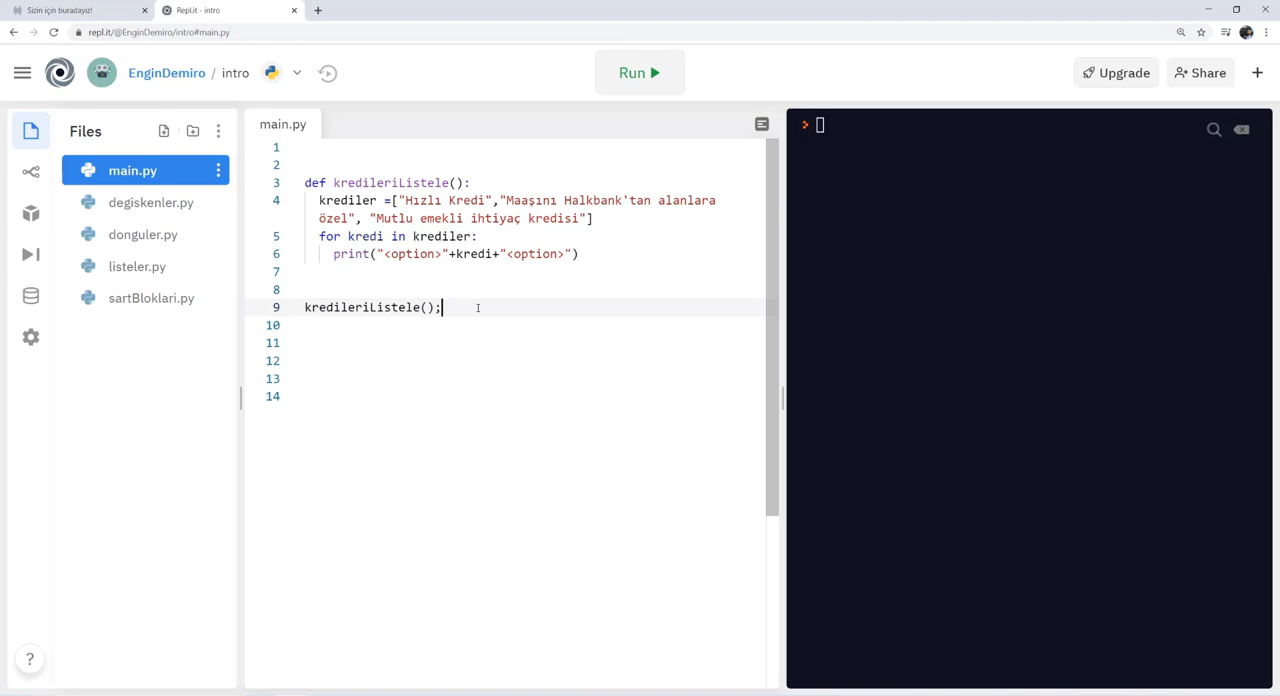 Sizin için buradayız!
Repl.it - intro
repl.it/@EnginDemiro/intro#main.py
EnginDemiro / intro
Run
Upgrade
Share
Files
main.py
degiskenler.py
donguler.py
listeler.py
sartBloklari.py
main.py
1
2
3 def kredileriListele():
4 krediler =["Hızlı Kredi","Maaşını Halkbank'tan alanlara
özel", "Mutlu emekli ihtiyaç kredisi"]
5 for kredi in krediler:
6 print("<option>"+kredi+"<option>")
7
8
9 kredileriListele();
10
11
12
13
14
?